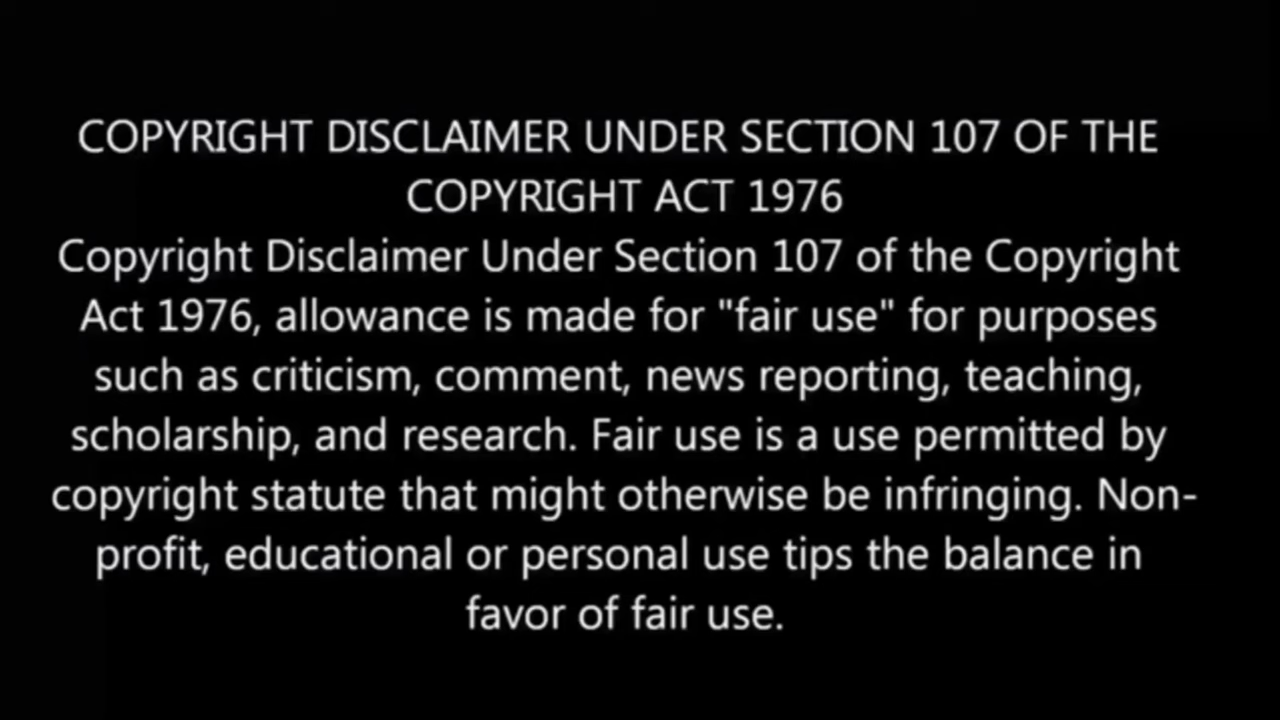 COPYRIGHT DISCLAIMER UNDER SECTION 107 OF THE
COPYRIGHT ACT 1976
Copyright Disclaimer Under Section 107 of the Copyright
Act 1976, allowance is made for "fair use" for purposes
such as criticism, comment, news reporting, teaching,
scholarship, and research. Fair use is a use permitted by
copyright statute that might otherwise be infringing. Non-
profit, educational or personal use tips the balance in
favor of fair use.